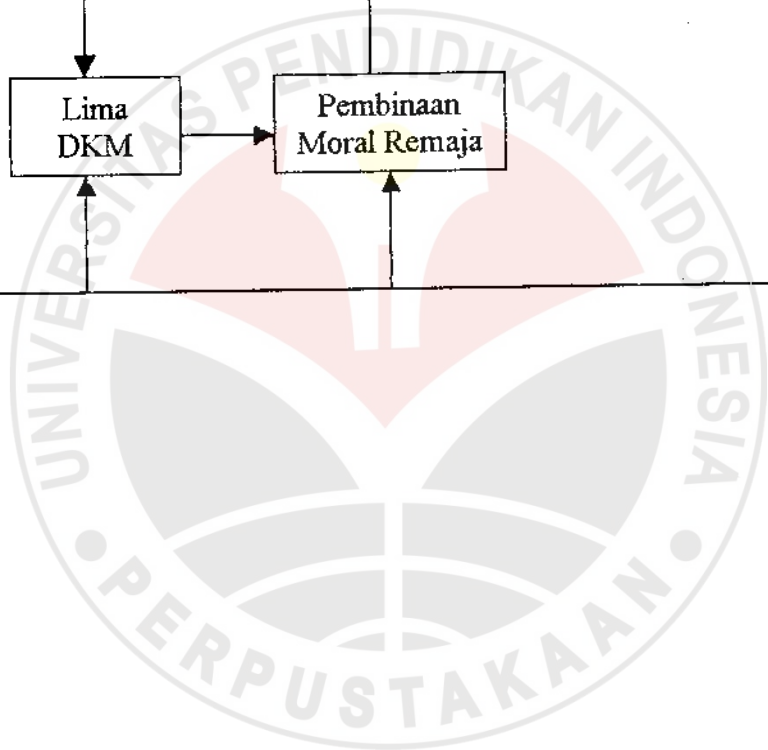 Lima
DKM
Pembinaan
Moral Remaja
UNIVERSITAS PENDIDIKAN INDONESIA
PERPUSTAKAAN